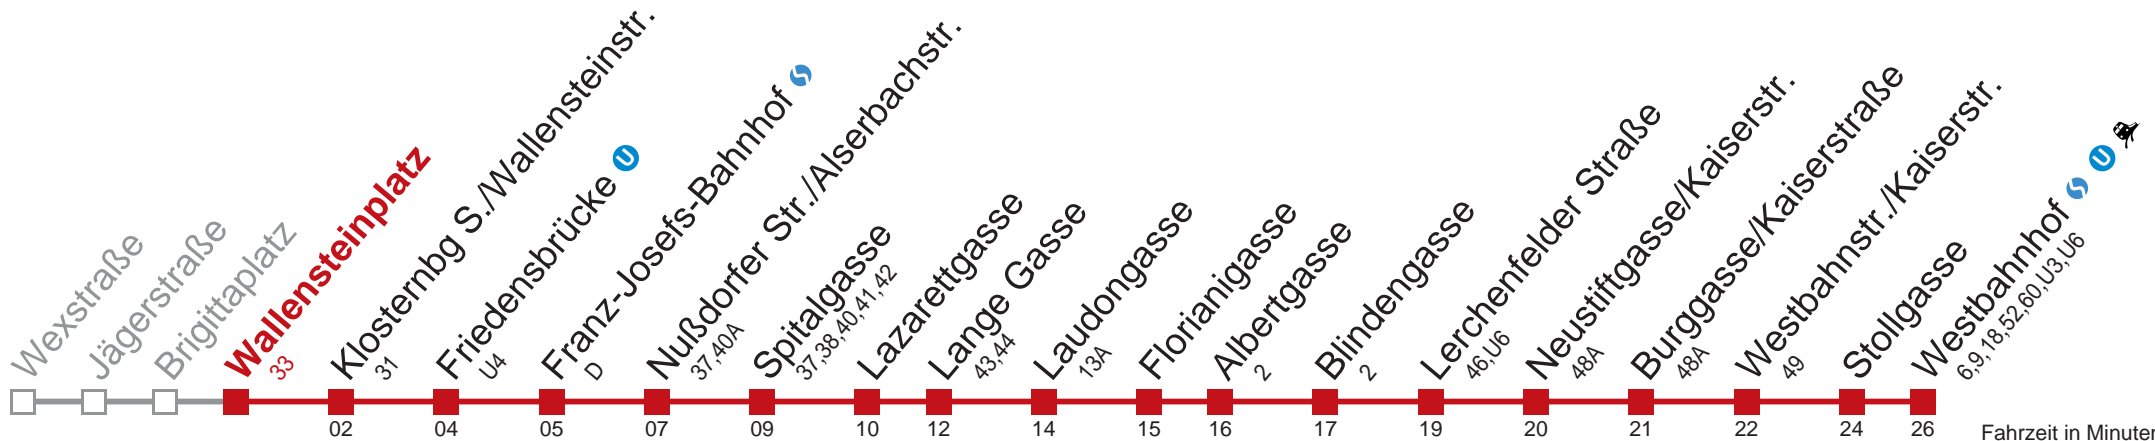 Wexstraße
Jägerstraße
Brigittaplatz
Wallensteinplatz
33
Klosternbg S./Wallensteinstr.
31
Friedensbrücke U
U4
Franz-Josefs-Bahnhof S
D
Nußdorfer Str./Alserbachstr.
37,40A
Spitalgasse
37,38,40,41,42
Lazarettgasse
Lange Gasse
43,44
Laudongasse
13A
Florianigasse
Albertgasse
2
Blindengasse
2
Lerchenfelder Straße
46,U6
Neustiftgasse/Kaiserstr.
48A
Burggasse/Kaiserstraße
48A
Westbahnstr./Kaiserstr.
49
Stollgasse
Westbahnhof S U
6,9,18,52,60,U3,U6
02 04 05 07 09 10 12 14 15 16 17 19 20 21 22 24 26 Fahrzeit in Minuten